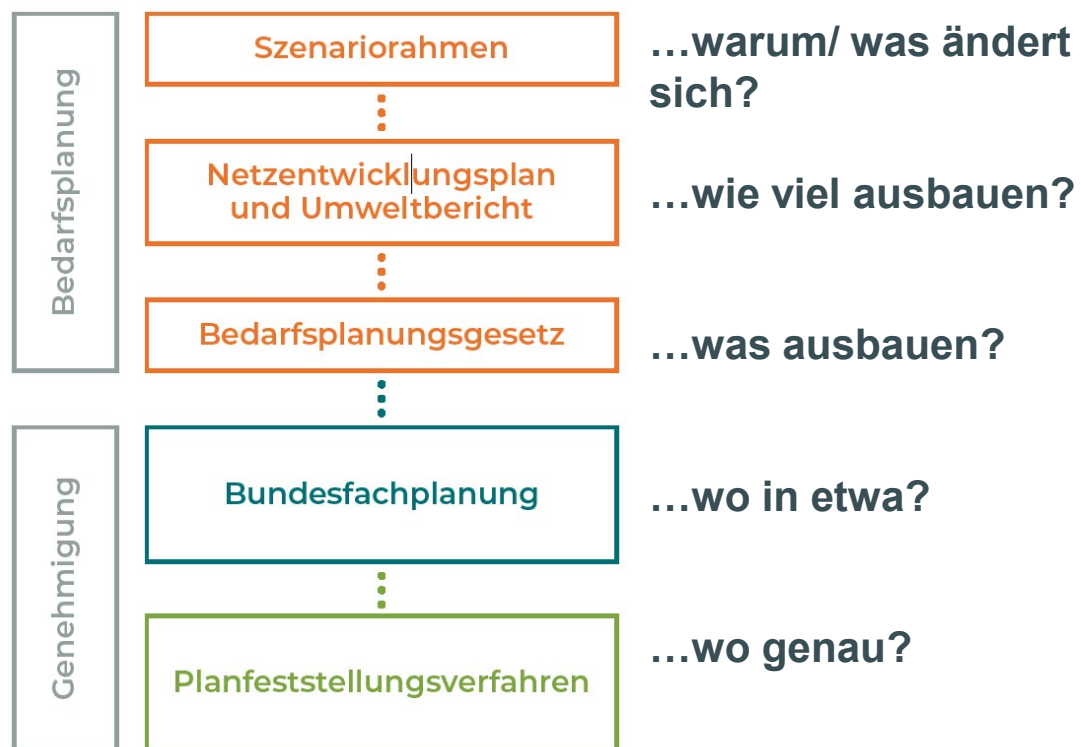 Bedarfsplanung
Szenariorahmen
…warum/ was ändert
sich?
Netzentwicklungsplan
und Umweltbericht
…wie viel ausbauen?
Bedarfsplanungsgesetz
…was ausbauen?
Genehmigung
Bundesfachplanung
…wo in etwa?
Planfeststellungsverfahren
…wo genau?